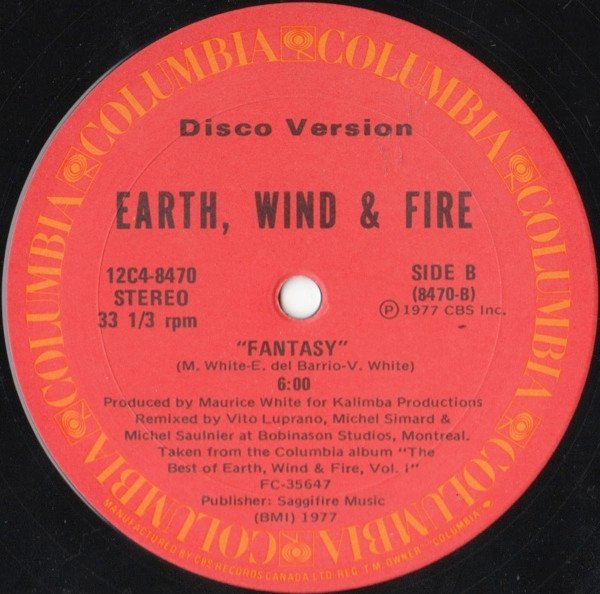 COLUMBIA COLUMBIA COLUMBIA COLUMBIA COLUMBIA COLUMBIA
Disco Version
EARTH, WIND & FIRE
12C4-8470
STEREO
33 1/3 rpm
SIDE B
(8470-B)
Ⓟ 1977 CBS Inc.
"FANTASY"
(M. White-E. del Barrio-V. White)
6:00
Produced by Maurice White for Kalimba Productions
Remixed by Vito Luprano, Michel Simard &
Michel Saulnier at Bobinason Studios, Montreal.
Taken from the Columbia album "The
Best of Earth, Wind & Fire, Vol. I"
FC-35647
Publisher: Saggifire Music
(BMI) 1977
MANUFACTURED BY CBS RECORDS CANADA LTD. REG. T.M. OWNER "COLUMBIA"